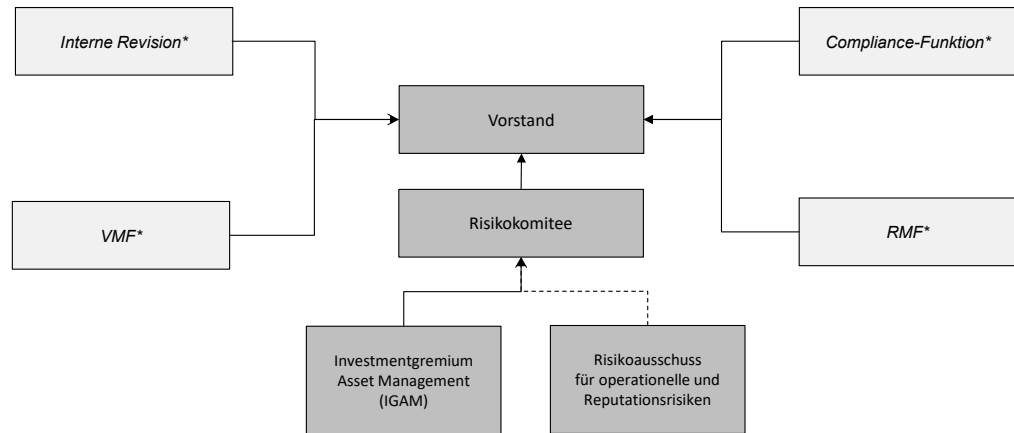 Interne Revision*
Compliance-Funktion*
Vorstand
Risikokomitee
VMF*
RMF*
Investmentgremium
Asset Management
(IGAM)
Risikoausschuss
für operationelle und
Reputationsrisiken